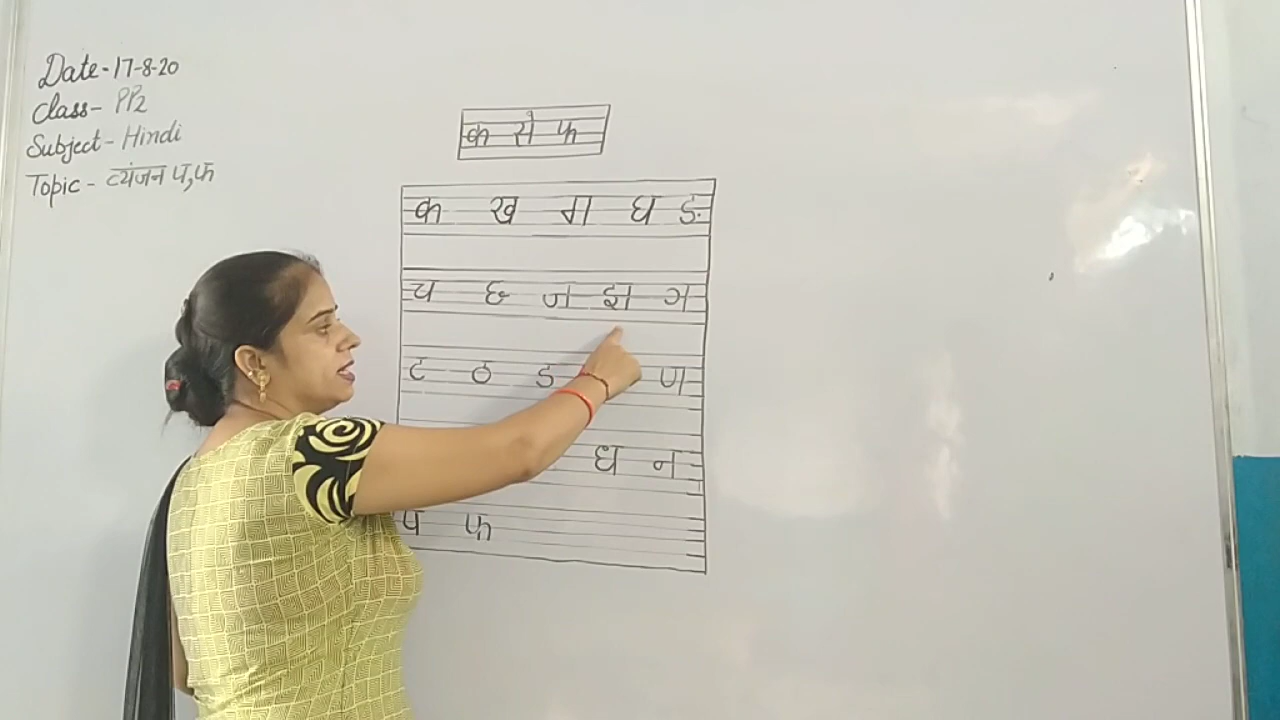 Date-17-8-20
Class- PP2
Subject- Hindi
Topic - व्यंजन प,फ
क से फ
क ख ग घ ङ
च छ ज झ ञ
ट ठ ड ण
ध न
प फ